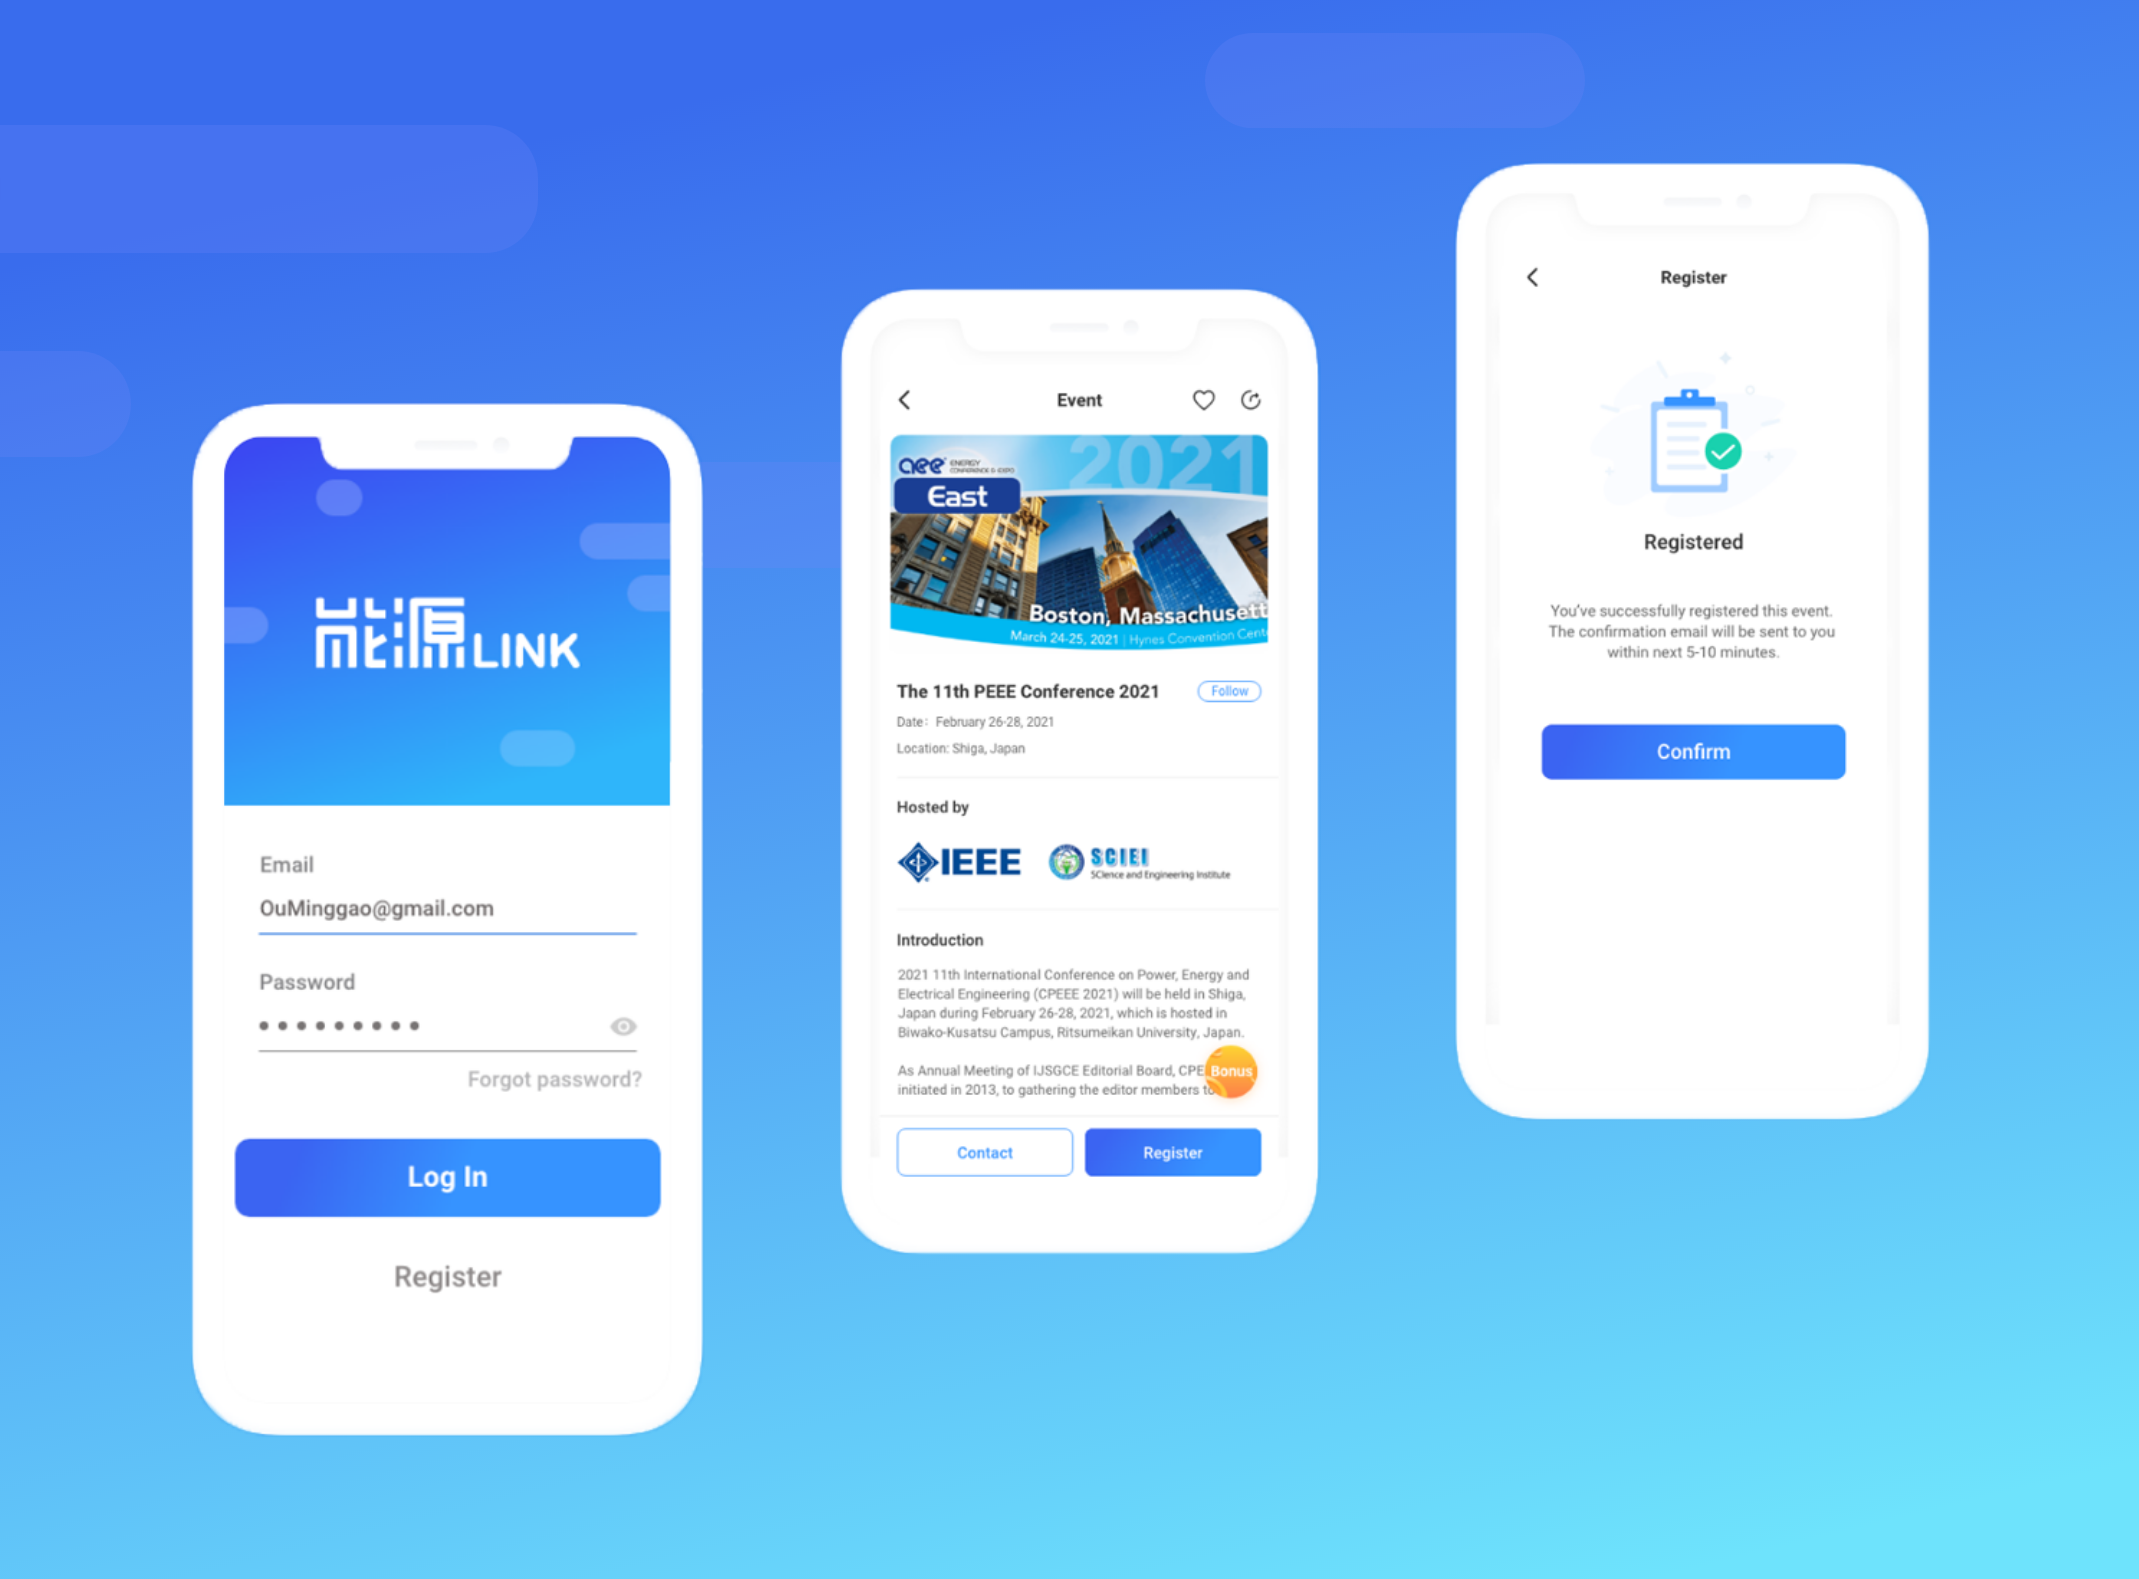 能源LINK
Email
OuMinggao@gmail.com
Password
Forgot password?
Log In
Register
Event
2021
aee ENERGY
CONFERENCE & EXPO
East
Boston, Massachusett
March 24-25, 2021 | Hynes Convention Cent
The 11th PEEE Conference 2021
Follow
Date: February 26-28, 2021
Location: Shiga, Japan
Hosted by
IEEE
SCIEI
SCience and Engineering Institute
Introduction
2021 11th International Conference on Power, Energy and
Electrical Engineering (CPEEE 2021) will be held in Shiga,
Japan during February 26-28, 2021, which is hosted in
Biwako-Kusatsu Campus, Ritsumeikan University, Japan.
As Annual Meeting of IJSGCE Editorial Board, CPE
Bonus
initiated in 2013, to gathering the editor members to
Contact
Register
Register
Registered
You've successfully registered this event.
The confirmation email will be sent to you
within next 5-10 minutes.
Confirm